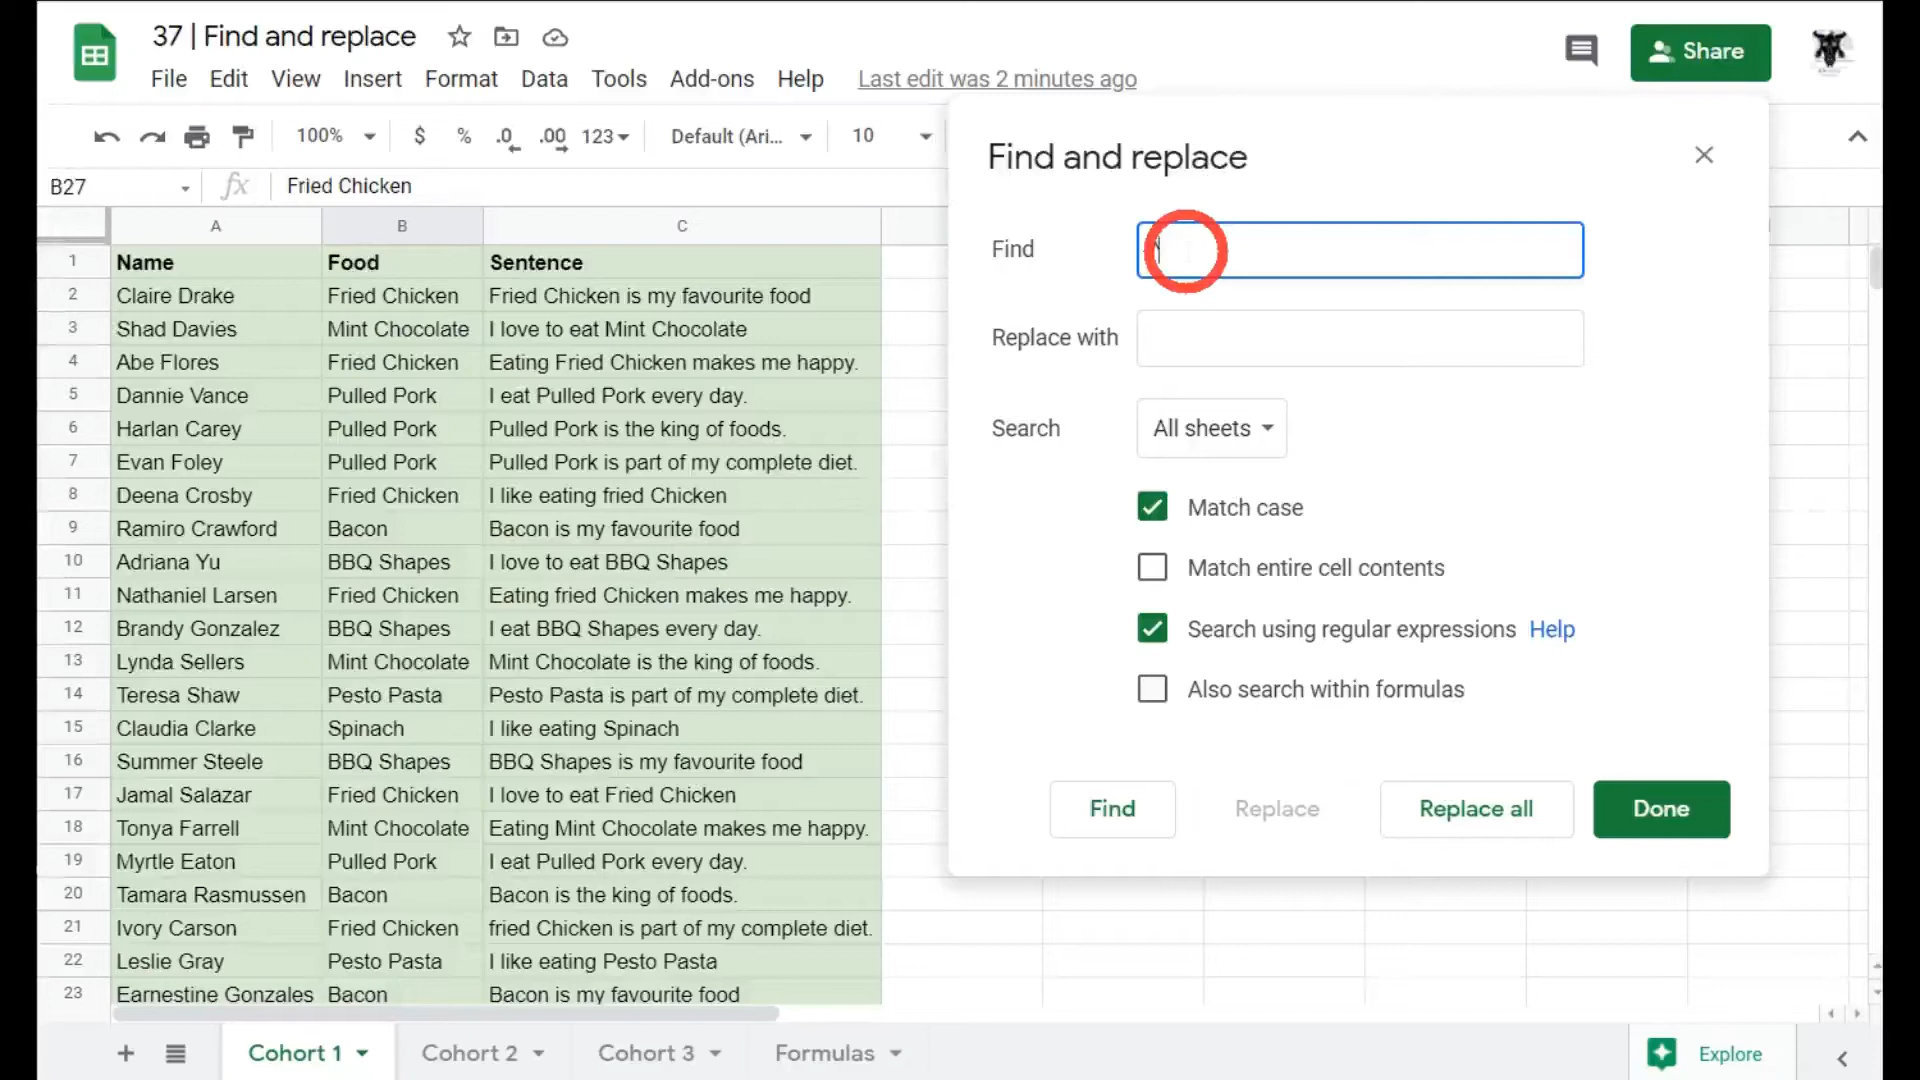 37 | Find and replace
File Edit View Insert Format Data Tools Add-ons Help Last edit was 2 minutes ago
Share
100% $ % .0 .00 123 Default (Ari... 10
B27 fx Fried Chicken
A B C
1 Name Food Sentence
2 Claire Drake Fried Chicken Fried Chicken is my favourite food
3 Shad Davies Mint Chocolate I love to eat Mint Chocolate
4 Abe Flores Fried Chicken Eating Fried Chicken makes me happy.
5 Dannie Vance Pulled Pork I eat Pulled Pork every day.
6 Harlan Carey Pulled Pork Pulled Pork is the king of foods.
7 Evan Foley Pulled Pork Pulled Pork is part of my complete diet.
8 Deena Crosby Fried Chicken I like eating fried Chicken
9 Ramiro Crawford Bacon Bacon is my favourite food
10 Adriana Yu BBQ Shapes I love to eat BBQ Shapes
11 Nathaniel Larsen Fried Chicken Eating fried Chicken makes me happy.
12 Brandy Gonzalez BBQ Shapes I eat BBQ Shapes every day.
13 Lynda Sellers Mint Chocolate Mint Chocolate is the king of foods.
14 Teresa Shaw Pesto Pasta Pesto Pasta is part of my complete diet.
15 Claudia Clarke Spinach I like eating Spinach
16 Summer Steele BBQ Shapes BBQ Shapes is my favourite food
17 Jamal Salazar Fried Chicken I love to eat Fried Chicken
18 Tonya Farrell Mint Chocolate Eating Mint Chocolate makes me happy.
19 Myrtle Eaton Pulled Pork I eat Pulled Pork every day.
20 Tamara Rasmussen Bacon Bacon is the king of foods.
21 Ivory Carson Fried Chicken fried Chicken is part of my complete diet.
22 Leslie Gray Pesto Pasta I like eating Pesto Pasta
23 Earnestine Gonzales Bacon Bacon is my favourite food
Find and replace
Find
Replace with
Search All sheets
Match case
Match entire cell contents
Search using regular expressions Help
Also search within formulas
Find Replace Replace all Done
Cohort 1 Cohort 2 Cohort 3 Formulas Explore